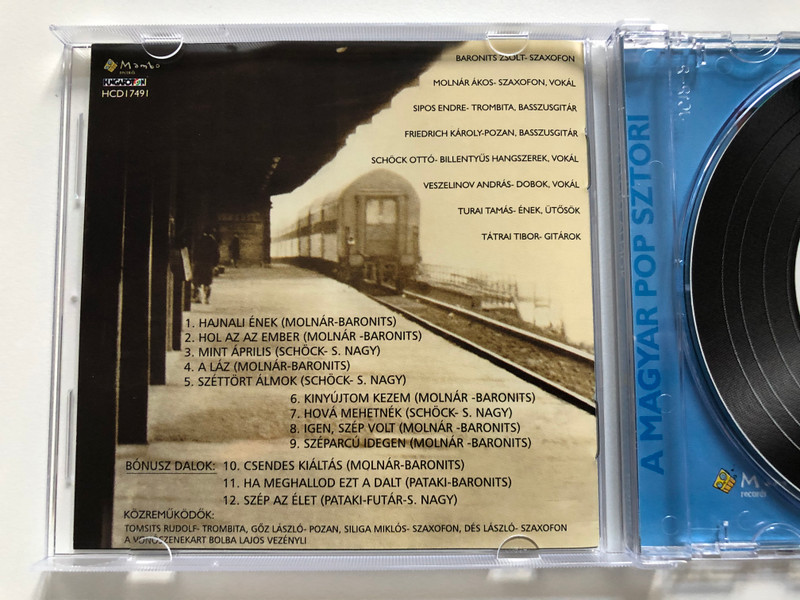 Mambo
records
HUNGAROTON
HCD17491
BARONITS ZSOLT- SZAXOFON
MOLNÁR ÁKOS- SZAXOFON, VOKÁL
SIPOS ENDRE- TROMBITA, BASSZUSGITÁR
FRIEDRICH KÁROLY-POZAN, BASSZUSGITÁR
SCHÖCK OTTÓ- BILLENTYŰS HANGSZEREK, VOKÁL
VESZELINOV ANDRÁS- DOBOK, VOKÁL
TURAI TAMÁS- ÉNEK, ÜTŐSÖK
TÁTRAI TIBOR- GITÁROK
1. HAJNALI ÉNEK (MOLNÁR-BARONITS)
2. HOL AZ AZ EMBER (MOLNÁR -BARONITS)
3. MINT ÁPRILIS (SCHÖCK- S. NAGY)
4. A LÁZ (MOLNÁR-BARONITS)
5. SZÉTTÖRT ÁLMOK (SCHÖCK- S. NAGY)
6. KINYÚJTOM KEZEM (MOLNÁR -BARONITS)
7. HOVÁ MEHETNÉK (SCHÖCK- S. NAGY)
8. IGEN, SZÉP VOLT (MOLNÁR -BARONITS)
9. SZÉPARCÚ IDEGEN (MOLNÁR -BARONITS)
BÓNUSZ DALOK: 10. CSENDES KIÁLTÁS (MOLNÁR-BARONITS)
11. HA MEGHALLOD EZT A DALT (PATAKI-BARONITS)
12. SZÉP AZ ÉLET (PATAKI-FUTÁR-S. NAGY)
KÖZREMŰKÖDŐK:
TOMSITS RUDOLF- TROMBITA, GŐZ LÁSZLÓ- POZAN, SILIGA MIKLÓS- SZAXOFON, DÉS LÁSZLÓ- SZAXOFON
A VONÓSZENEKART BOLBA LAJOS VEZÉNYLI
A MAGYAR POP SZTORI
Mambo
records